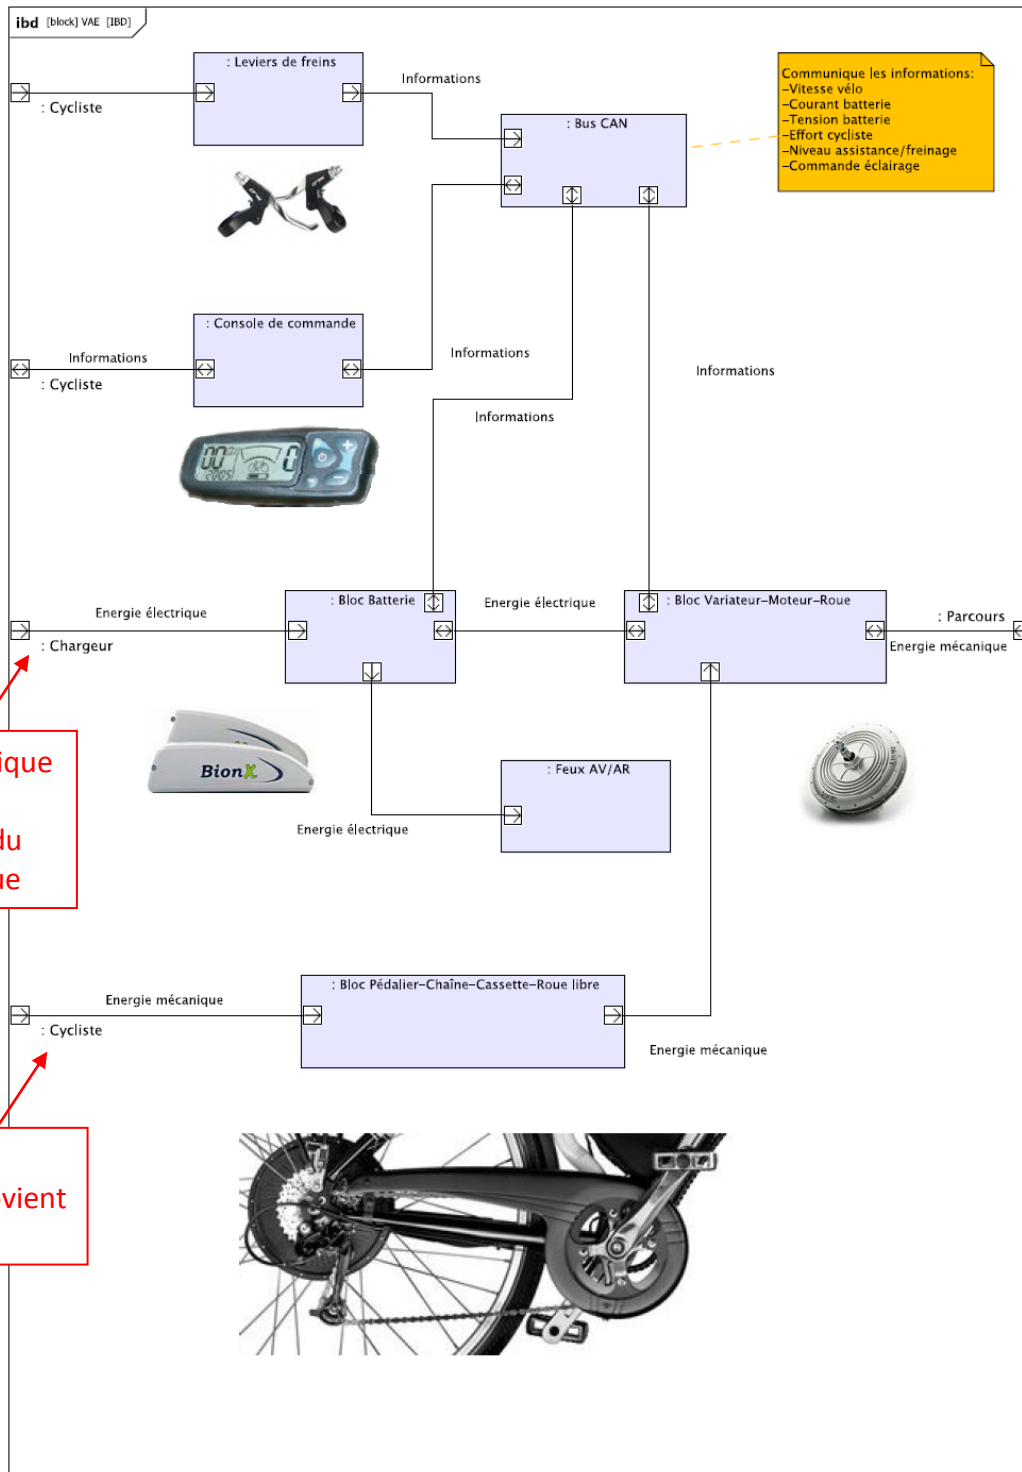 ibd [block] VAE [IBD]
: Leviers de freins
Informations
: Cycliste
: Bus CAN
Communique les informations:
–Vitesse vélo
–Courant batterie
–Tension batterie
–Effort cycliste
–Niveau assistance/freinage
–Commande éclairage
: Console de commande
Informations
: Cycliste
Informations
Informations
Informations
: Bloc Batterie
Energie électrique
: Chargeur
Energie électrique
: Bloc Variateur–Moteur–Roue
: Parcours
Energie mécanique
BionX
ique
du
ue
: Feux AV/AR
Energie électrique
: Bloc Pédalier–Chaîne–Cassette–Roue libre
Energie mécanique
: Cycliste
Energie mécanique
vient